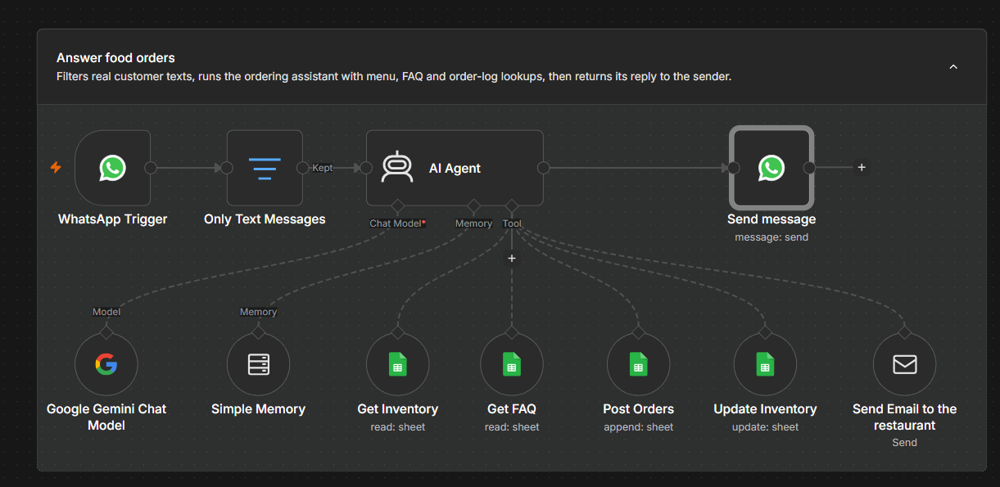 Answer food orders
Filters real customer texts, runs the ordering assistant with menu, FAQ and order-log lookups, then returns its reply to the sender.
Kept
AI Agent
WhatsApp Trigger
Only Text Messages
Chat Model*
Memory
Tool
Send message
message: send
Model
Memory
Google Gemini Chat
Model
Simple Memory
Get Inventory
read: sheet
Get FAQ
read: sheet
Post Orders
append: sheet
Update Inventory
update: sheet
Send Email to the
restaurant
Send